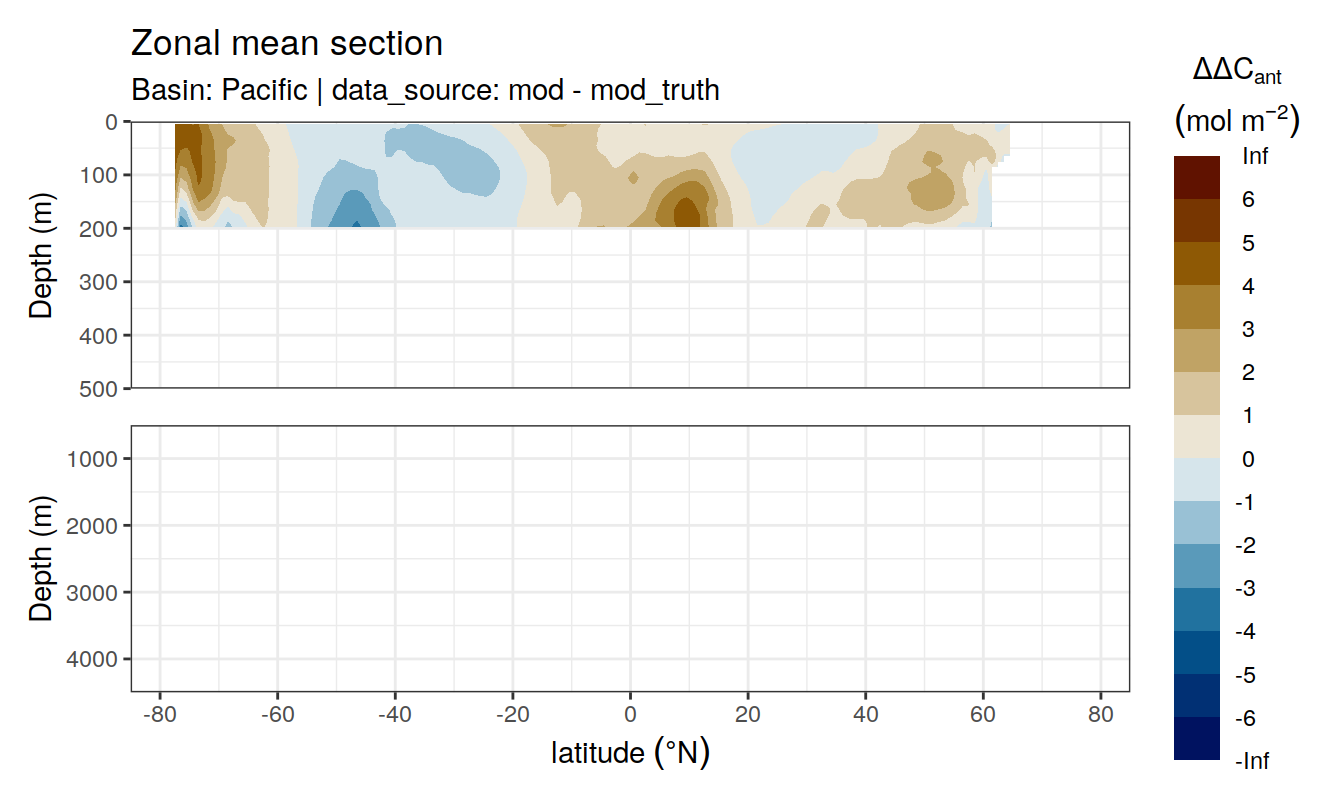 Zonal mean section
Basin: Pacific | data_source: mod - mod_truth
Depth (m)
0
100
200
300
400
500
Depth (m)
1000
2000
3000
4000
-80 -60 -40 -20 0 20 40 60 80
latitude (°N)
ΔΔCant
(mol m−2)
Inf
6
5
4
3
2
1
0
-1
-2
-3
-4
-5
-6
-Inf